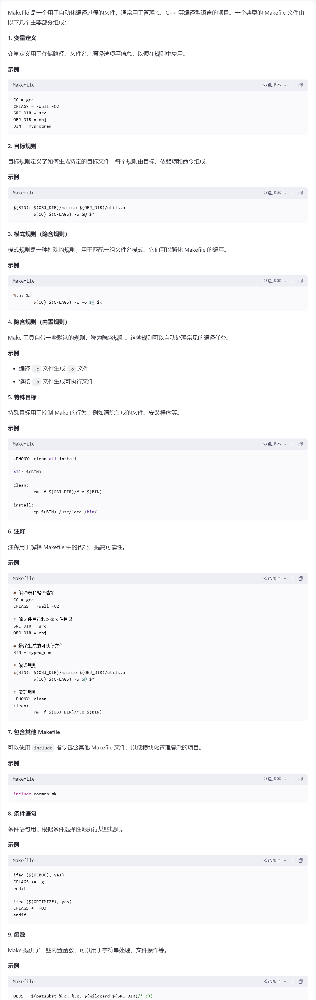 Makefile 是一个用于自动化编译过程的文件，通常用于管理 C、C++ 等编译型语言的项目。一个典型的 Makefile 文件由
以下几个主要部分组成：
1. 变量定义
变量定义用于存储路径、文件名、编译选项等信息，以便在规则中复用。
示例
Makefile 浅色版本
CC = gcc
CFLAGS = -Wall -O2
SRC_DIR = src
OBJ_DIR = obj
BIN = myprogram
2. 目标规则
目标规则定义了如何生成特定的目标文件。每个规则由目标、依赖项和命令组成。
示例
Makefile 浅色版本
$(BIN): $(OBJ_DIR)/main.o $(OBJ_DIR)/utils.o
	$(CC) $(CFLAGS) -o $@ $^
3. 模式规则（隐含规则）
模式规则是一种特殊的规则，用于匹配一组文件名模式。它们可以简化 Makefile 的编写。
示例
Makefile 浅色版本
%.o: %.c
	$(CC) $(CFLAGS) -c -o $@ $<
4. 隐含规则（内置规则）
Make 工具自带一些默认的规则，称为隐含规则。这些规则可以自动处理常见的编译任务。
示例
• 编译 .c 文件生成 .o 文件
• 链接 .o 文件生成可执行文件
5. 特殊目标
特殊目标用于控制 Make 的行为，例如清除生成的文件、安装程序等。
示例
Makefile 浅色版本
.PHONY: clean all install
all: $(BIN)
clean:
	rm -f $(OBJ_DIR)/*.o $(BIN)
install:
	cp $(BIN) /usr/local/bin/
6. 注释
注释用于解释 Makefile 中的代码，提高可读性。
示例
Makefile 浅色版本
# 编译器和编译选项
CC = gcc
CFLAGS = -Wall -O2
# 源文件目录和对象文件目录
SRC_DIR = src
OBJ_DIR = obj
# 最终生成的可执行文件
BIN = myprogram
# 编译规则
$(BIN): $(OBJ_DIR)/main.o $(OBJ_DIR)/utils.o
	$(CC) $(CFLAGS) -o $@ $^
# 清理规则
.PHONY: clean
clean:
	rm -f $(OBJ_DIR)/*.o $(BIN)
7. 包含其他 Makefile
可以使用 include 指令包含其他 Makefile 文件，以便模块化管理复杂的项目。
示例
Makefile 浅色版本
include common.mk
8. 条件语句
条件语句用于根据条件选择性地执行某些规则。
示例
Makefile 浅色版本
ifeq ($(DEBUG), yes)
CFLAGS += -g
endif
ifeq ($(OPTIMIZE), yes)
CFLAGS += -O3
endif
9. 函数
Make 提供了一些内置函数，可以用于字符串处理、文件操作等。
示例
Makefile 浅色版本
OBJS = $(patsubst %.c, %.o, $(wildcard $(SRC_DIR)/*.c))